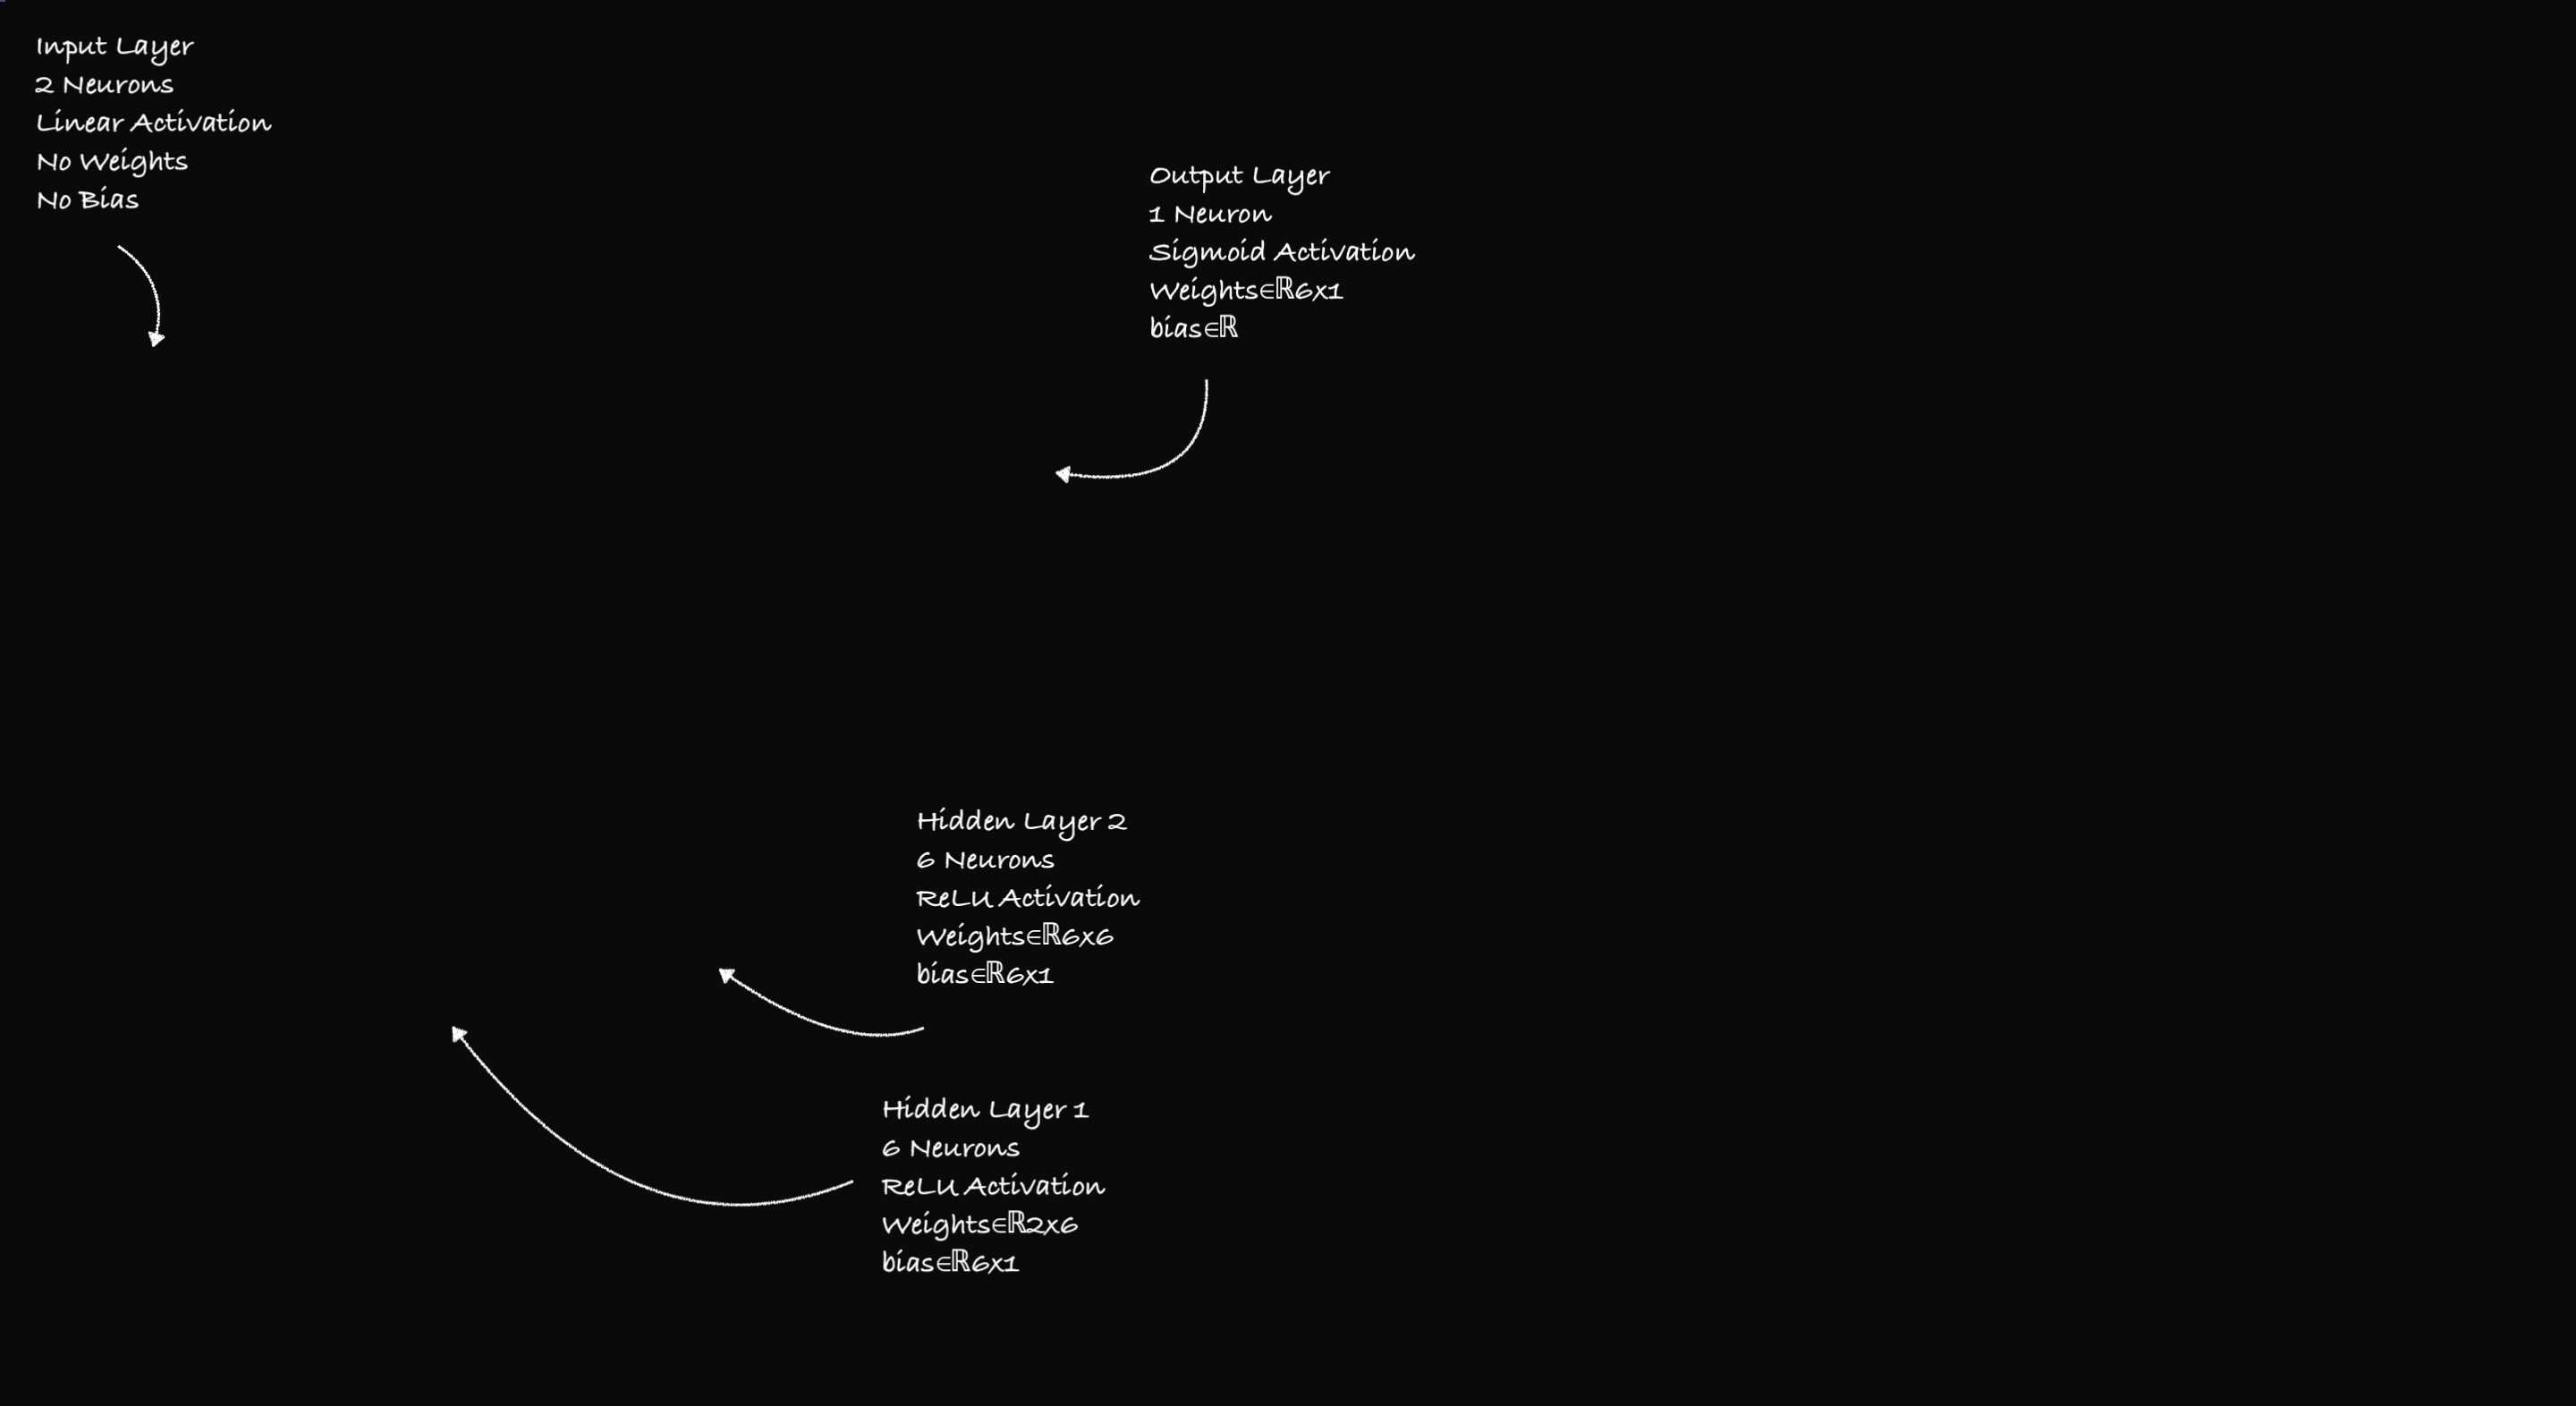 Input Layer
2 Neurons
Linear Activation
No Weights
No Bias
Output Layer
1 Neuron
Sigmoid Activation
Weights∈ℝ6x1
bias∈ℝ
Hidden Layer 2
6 Neurons
ReLU Activation
Weights∈ℝ6x6
bias∈ℝ6x1
Hidden Layer 1
6 Neurons
ReLU Activation
Weights∈ℝ2x6
bias∈ℝ6x1